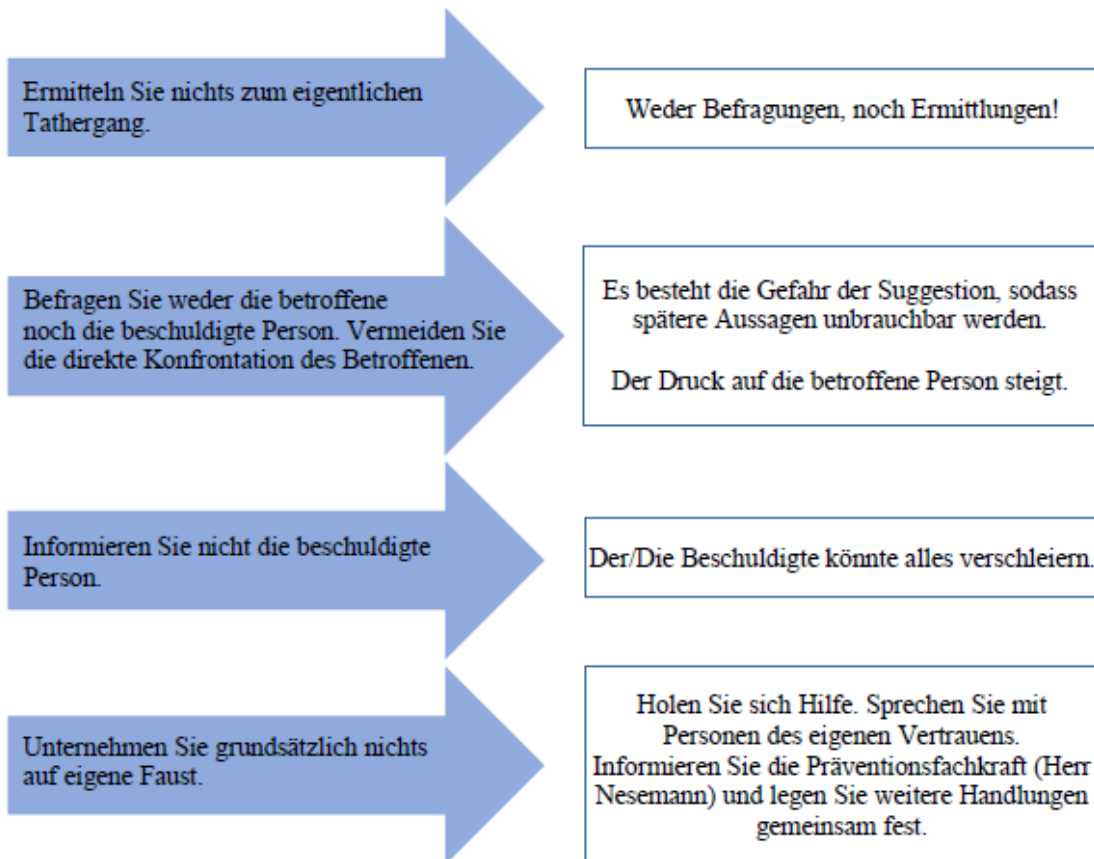 Ermitteln Sie nichts zum eigentlichen
Tathergang.
Weder Befragungen, noch Ermittlungen!
Befragen Sie weder die betroffene
noch die beschuldigte Person. Vermeiden Sie
die direkte Konfrontation des Betroffenen.
Es besteht die Gefahr der Suggestion, sodass
spätere Aussagen unbrauchbar werden.
Der Druck auf die betroffene Person steigt.
Informieren Sie nicht die beschuldigte
Person.
Der/Die Beschuldigte könnte alles verschleiern.
Unternehmen Sie grundsätzlich nichts
auf eigene Faust.
Holen Sie sich Hilfe. Sprechen Sie mit
Personen des eigenen Vertrauens.
Informieren Sie die Präventionsfachkraft (Herr
Nesemann) und legen Sie weitere Handlungen
gemeinsam fest.